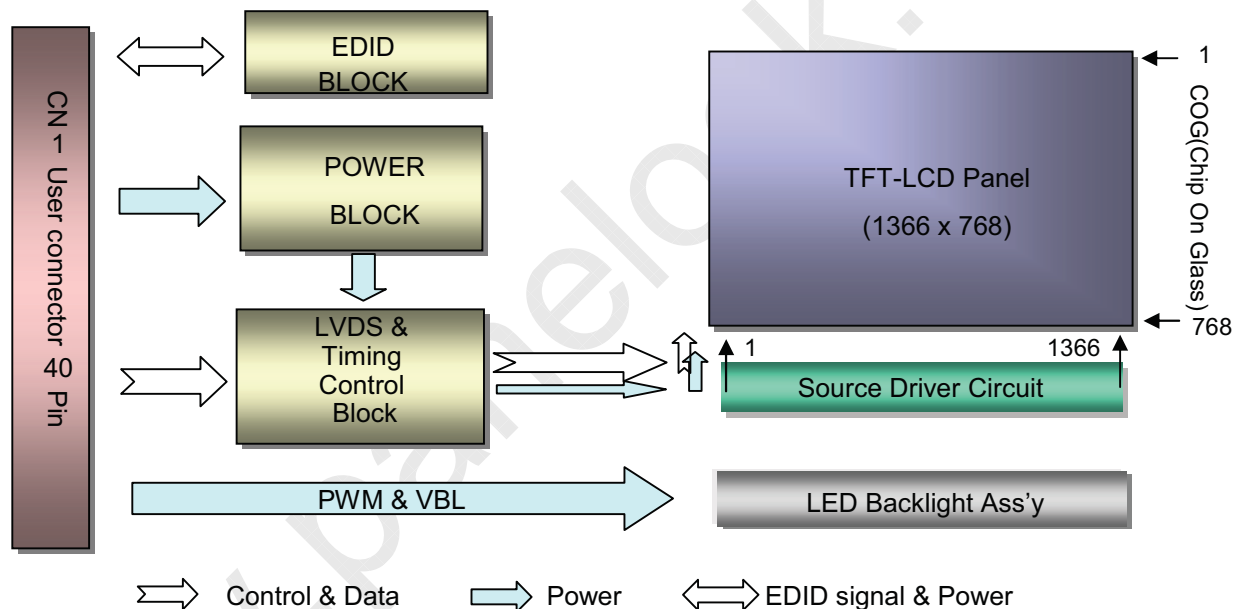 CN 1 User connector 40 Pin
EDID
BLOCK
POWER
BLOCK
LVDS &
Timing
Control
Block
TFT-LCD Panel
(1366 x 768)
1
COG(Chip On Glass)
768
1
1366
Source Driver Circuit
PWM & VBL
LED Backlight Ass'y
Control & Data
Power
EDID signal & Power